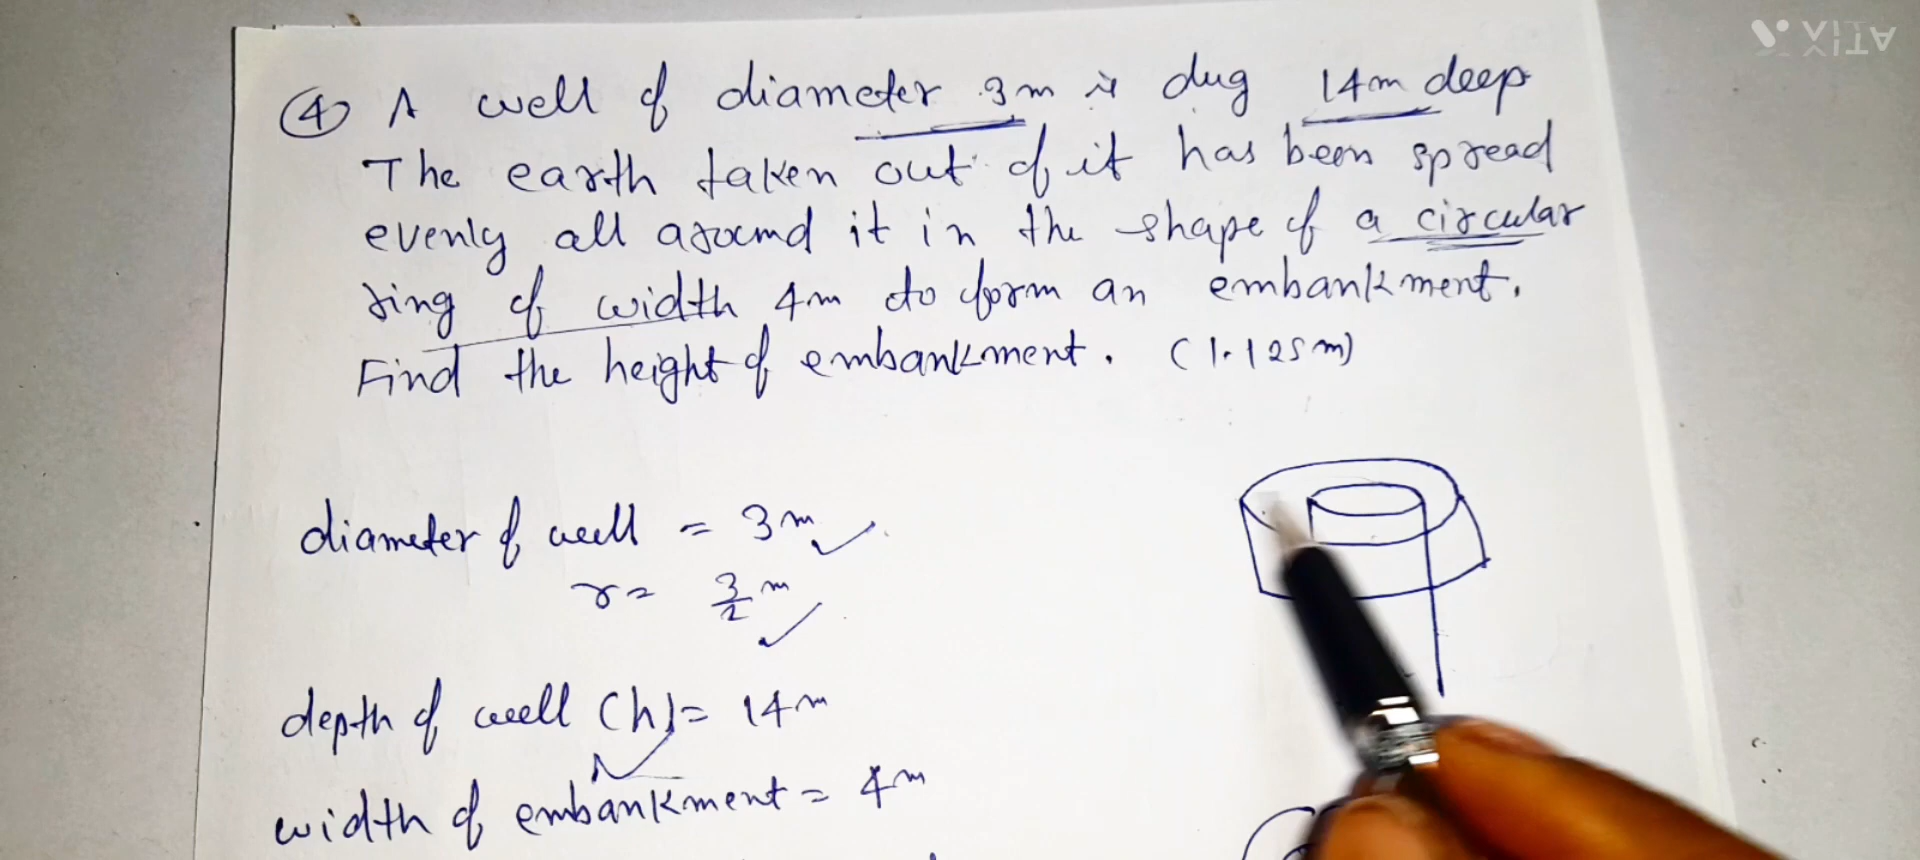 VITA
④ A well of diameter 3m is dug 14m deep
The earth taken out of it has been spread
evenly all around it in the shape of a circular
ring of width 4m to form an embankment.
Find the height of embankment. (1.125m)
diameter of well = 3m
r = 3/2 m
depth of well (h) = 14m
width of embankment = 4m